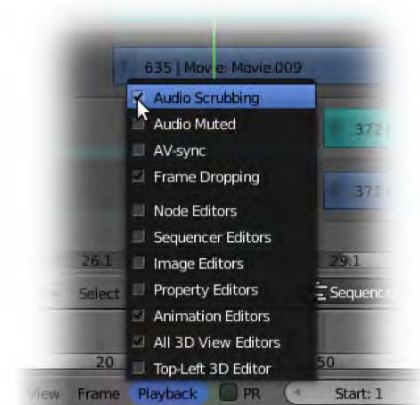 635 | Movie: Movie.009
Audio Scrubbing
Audio Muted
372
AV-sync
Frame Dropping
371
Node Editors
Sequencer Editors
26.1 Image Editors 29.1
Select Property Editors Sequence
Animation Editors
All 3D View Editors
20 Top-Left 3D Editor 50
View Frame Playback PR Start: 1